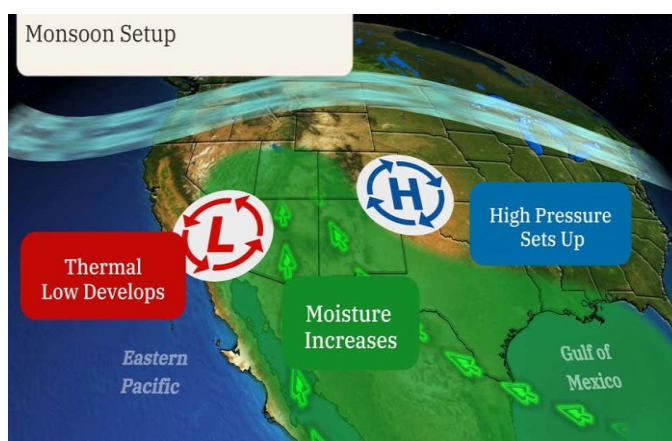 Monsoon Setup
L
H
High Pressure
Sets Up
Thermal
Low Develops
Moisture
Increases
Eastern
Pacific
Gulf of
Mexico